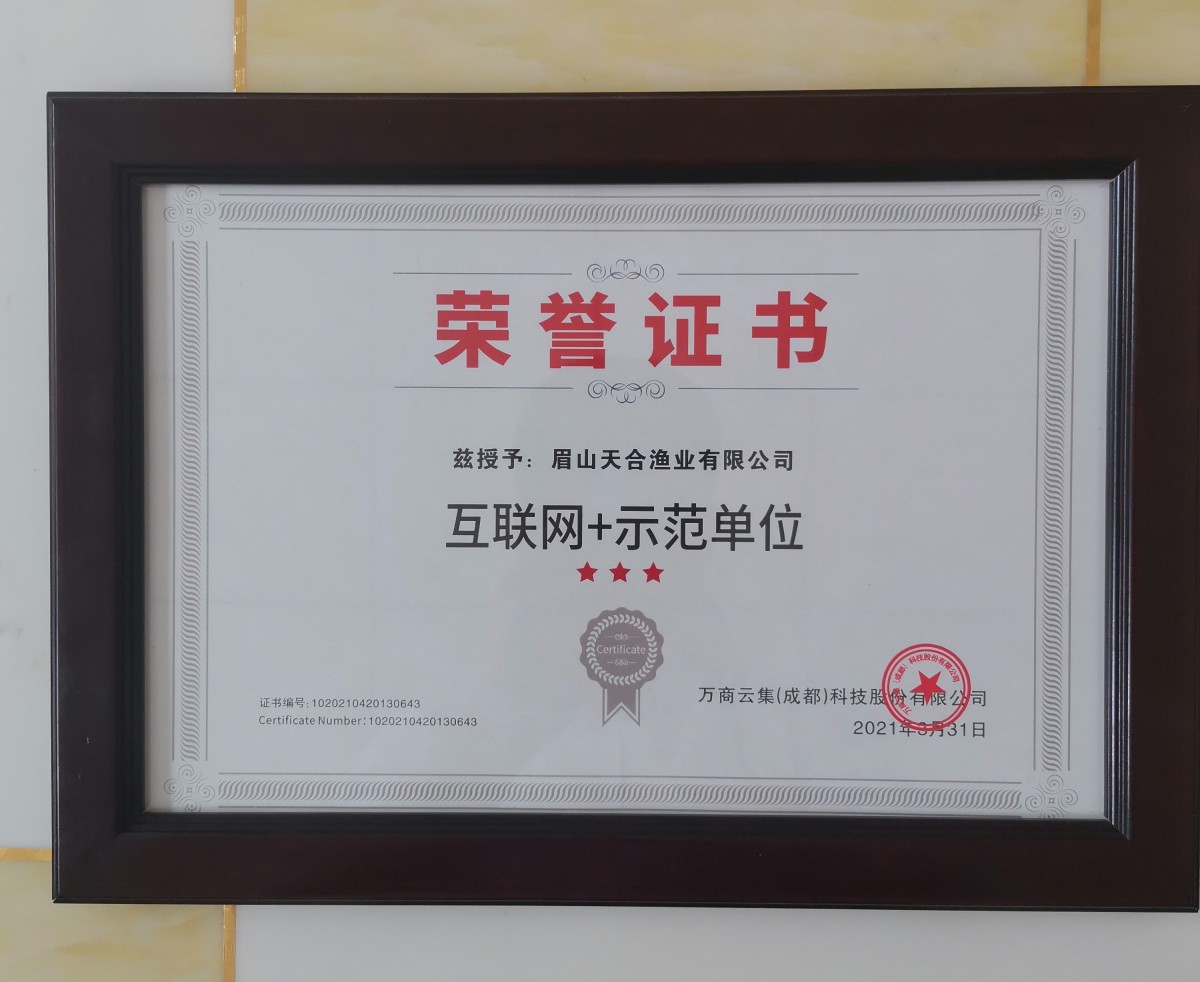 荣誉证书
兹授予：眉山天合渔业有限公司
互联网+示范单位
Certificate
证书编号：1020210420130643
Certificate Number：1020210420130643
万商云集(成都)科技股份有限公司
2021年3月31日